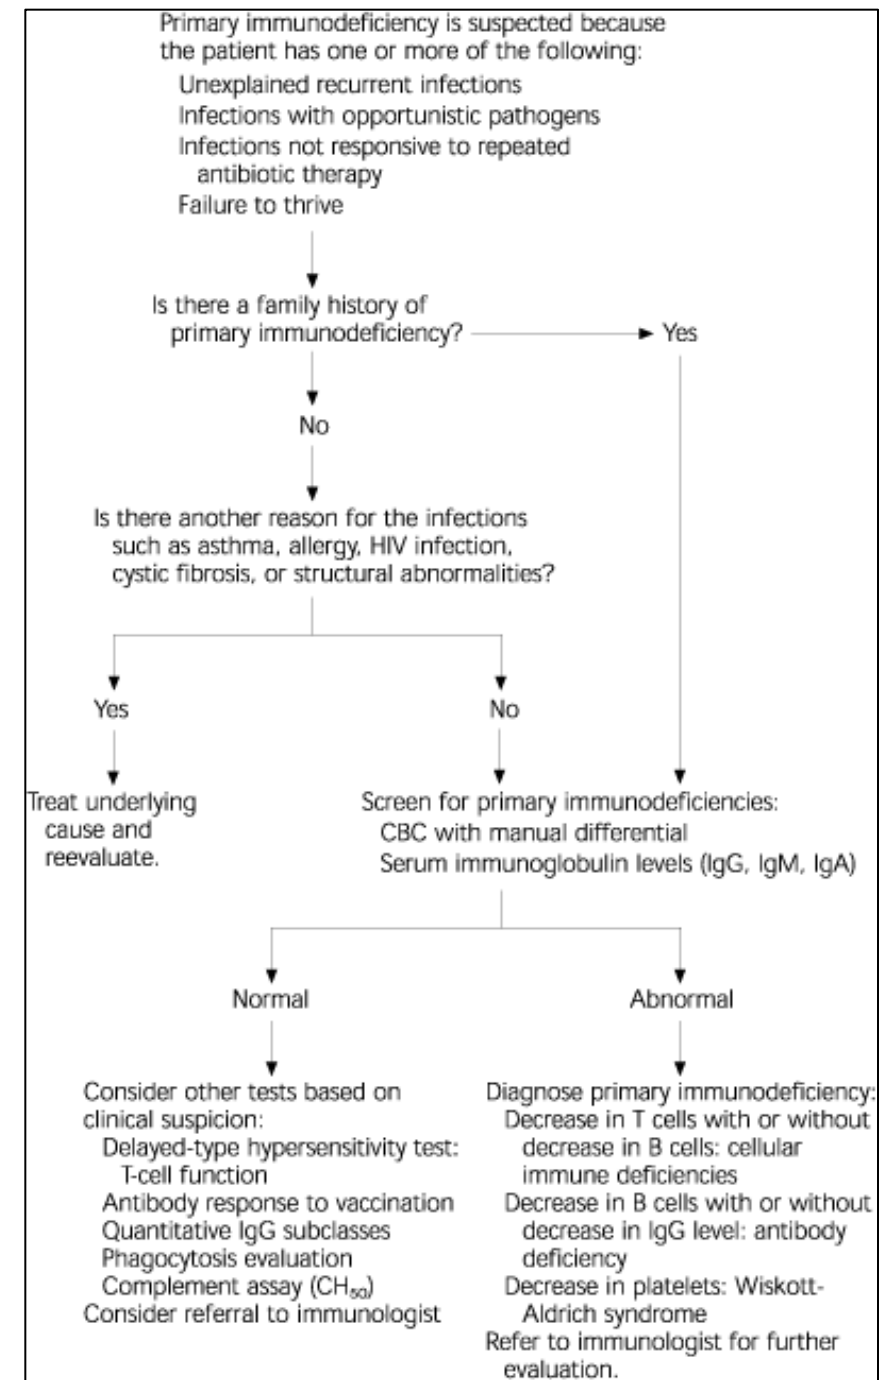 Primary immunodeficiency is suspected because
the patient has one or more of the following:
Unexplained recurrent infections
Infections with opportunistic pathogens
Infections not responsive to repeated
antibiotic therapy
Failure to thrive
Is there a family history of
primary immunodeficiency?
Yes
No
Is there another reason for the infections
such as asthma, allergy, HIV infection,
cystic fibrosis, or structural abnormalities?
Yes
No
Treat underlying
cause and
reevaluate.
Screen for primary immunodeficiencies:
CBC with manual differential
Serum immunoglobulin levels (IgG, IgM, IgA)
Normal
Abnormal
Consider other tests based on
clinical suspicion:
Delayed-type hypersensitivity test:
T-cell function
Antibody response to vaccination
Quantitative IgG subclasses
Phagocytosis evaluation
Complement assay (CH₅₀)
Consider referral to immunologist
Diagnose primary immunodeficiency:
Decrease in T cells with or without
decrease in B cells: cellular
immune deficiencies
Decrease in B cells with or without
decrease in IgG level: antibody
deficiency
Decrease in platelets: Wiskott-
Aldrich syndrome
Refer to immunologist for further
evaluation.